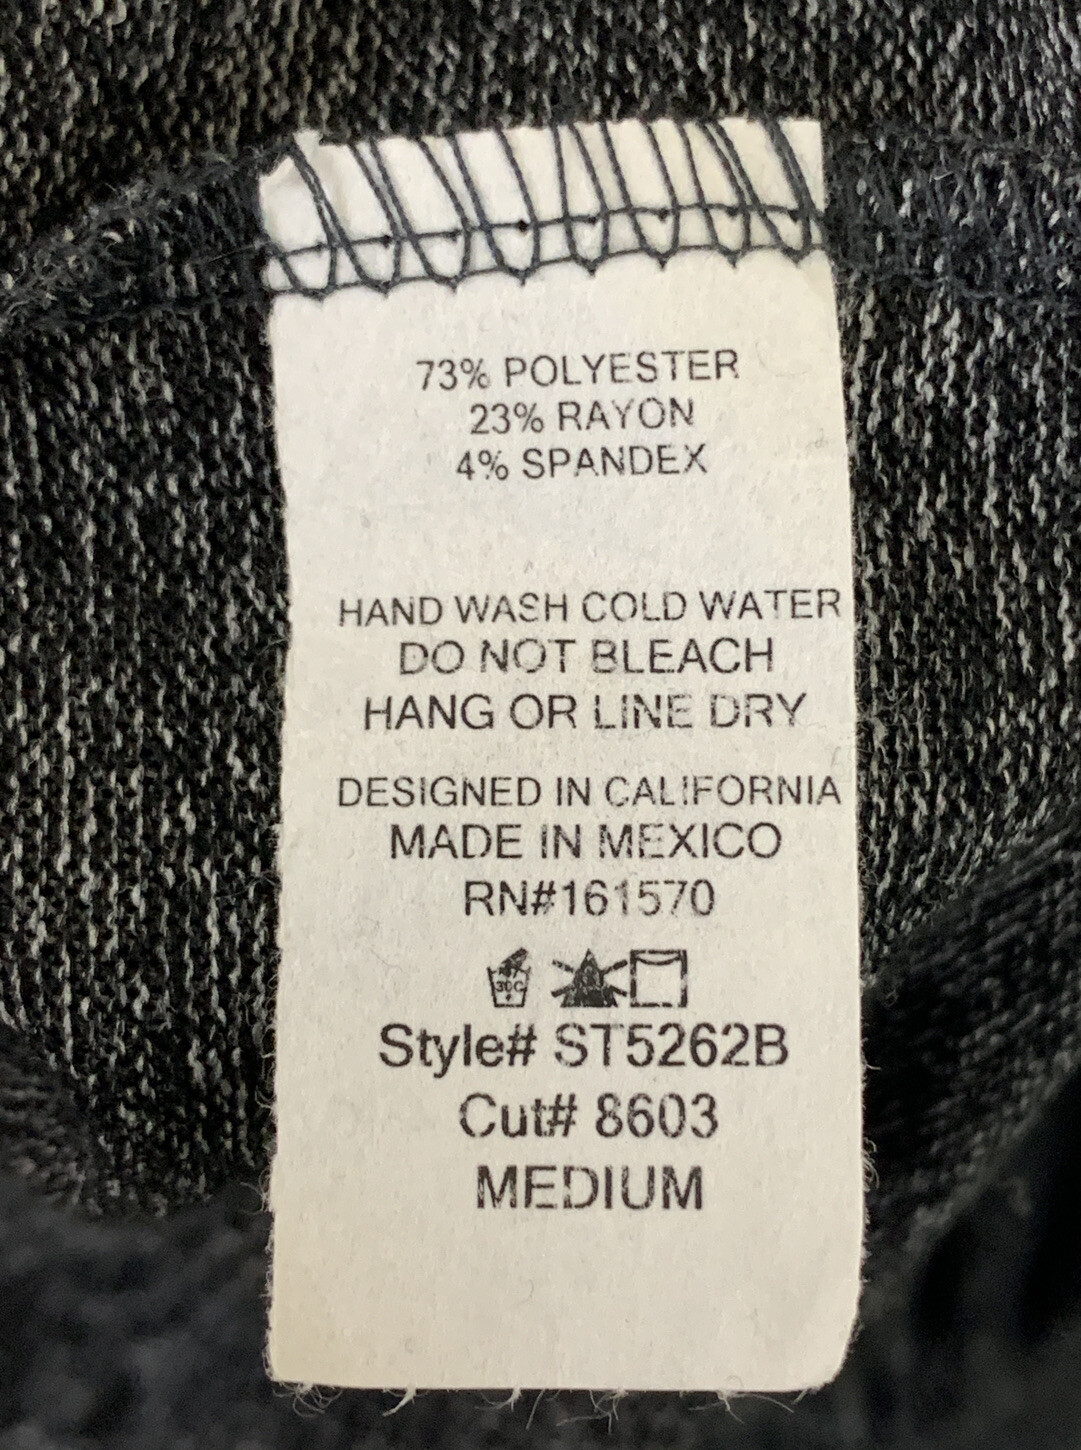 73% POLYESTER
23% RAYON
4% SPANDEX
HAND WASH COLD WATER
DO NOT BLEACH
HANG OR LINE DRY
DESIGNED IN CALIFORNIA
MADE IN MEXICO
RN#161570
30C
Style# ST5262B
Cut# 8603
MEDIUM